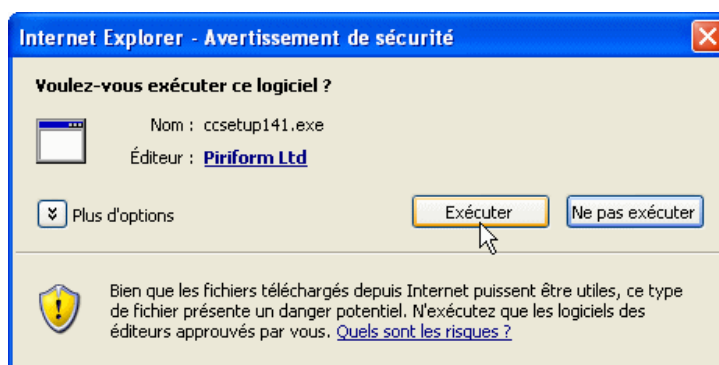 Internet Explorer - Avertissement de sécurité
Voulez-vous exécuter ce logiciel ?
Nom : ccsetup141.exe
Éditeur : Piriform Ltd
Plus d'options
Exécuter
Ne pas exécuter
Bien que les fichiers téléchargés depuis Internet puissent être utiles, ce type
de fichier présente un danger potentiel. N'exécutez que les logiciels des
éditeurs approuvés par vous. Quels sont les risques ?